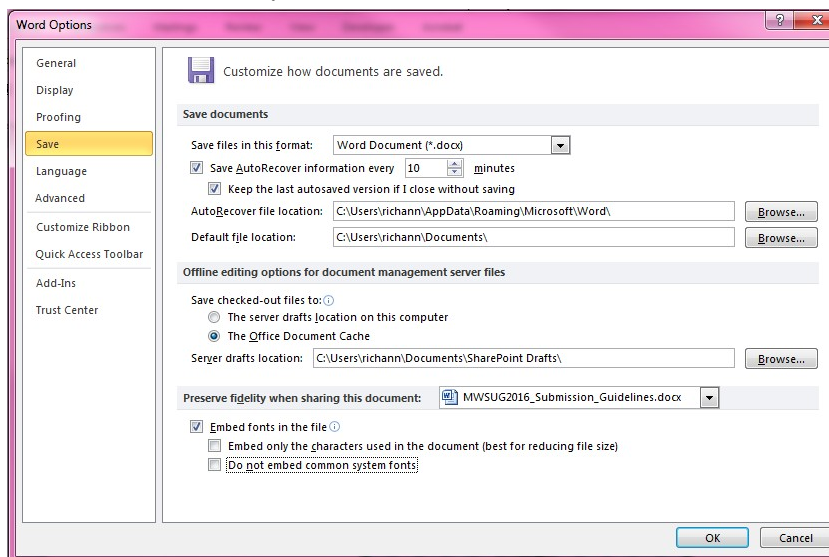 Word Options
General
Display
Proofing
Save
Language
Advanced
Customize Ribbon
Quick Access Toolbar
Add-Ins
Trust Center
Customize how documents are saved.
Save documents
Save files in this format: Word Document (*.docx)
Save AutoRecover information every 10 minutes
Keep the last autosaved version if I close without saving
AutoRecover file location: C:\Users\richann\AppData\Roaming\Microsoft\Word\ Browse...
Default file location: C:\Users\richann\Documents\ Browse...
Offline editing options for document management server files
Save checked-out files to:
The server drafts location on this computer
The Office Document Cache
Server drafts location: C:\Users\richann\Documents\SharePoint Drafts\ Browse...
Preserve fidelity when sharing this document: MWSUG2016_Submission_Guidelines.docx
Embed fonts in the file
Embed only the characters used in the document (best for reducing file size)
Do not embed common system fonts
OK Cancel